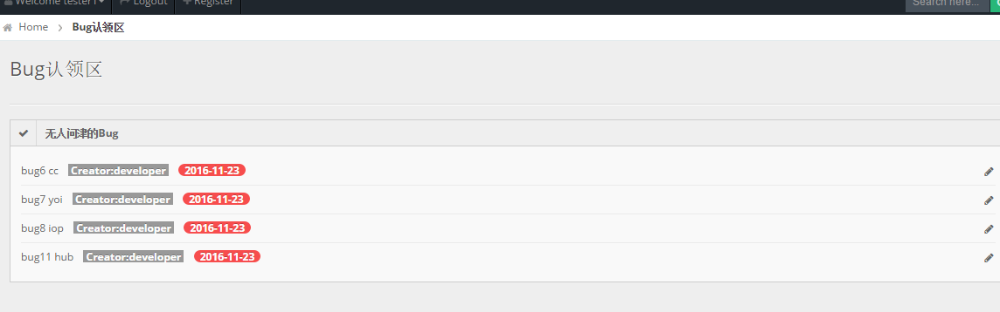 Welcome tester1 Logout Register Search here...
Home Bug认领区
Bug认领区
无人问津的Bug
bug6 cc Creator:developer 2016-11-23
bug7 yoi Creator:developer 2016-11-23
bug8 iop Creator:developer 2016-11-23
bug11 hub Creator:developer 2016-11-23